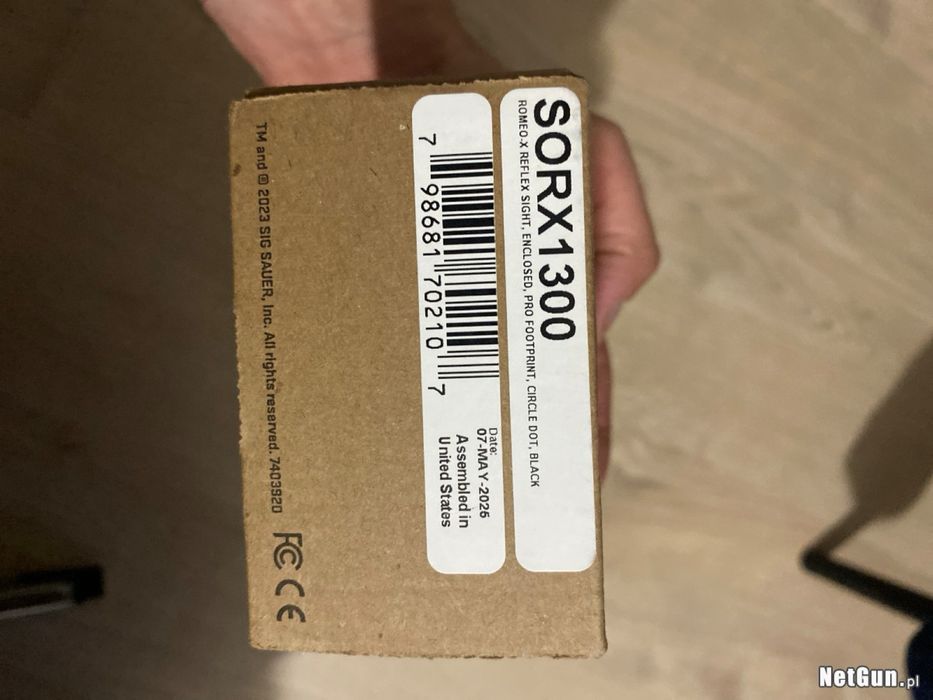 SORX1300
ROMEO-X REFLEX SIGHT, ENCLOSED, PRO FOOTPRINT, CIRCLE DOT, BLACK
7 98681 70210 7
Date:
07-MAY-2025
Assembled in
United States
TM and © 2023 SIG SAUER, Inc. All rights reserved. 7403920
FC CE
NetGun.pl